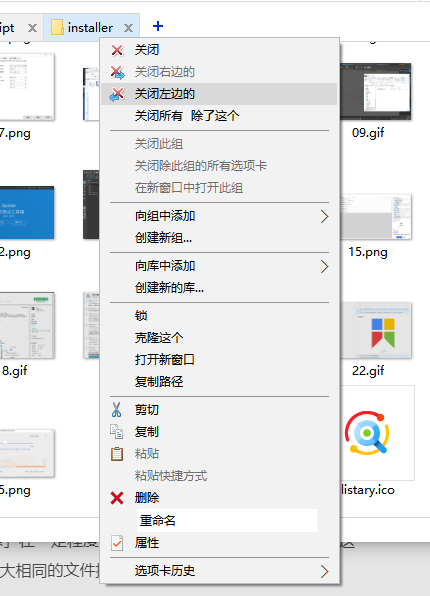 ipt
installer
关闭
关闭右边的
关闭左边的
关闭所有 除了这个
关闭此组
关闭除此组的所有选项卡
在新窗口中打开此组
向组中添加
创建新组...
向库中添加
创建新的库...
锁
克隆这个
打开新窗口
复制路径
剪切
复制
粘贴
粘贴快捷方式
删除
重命名
属性
选项卡历史
7.png
09.gif
2.png
15.png
8.gif
22.gif
5.png
listary.ico
大相同的文件